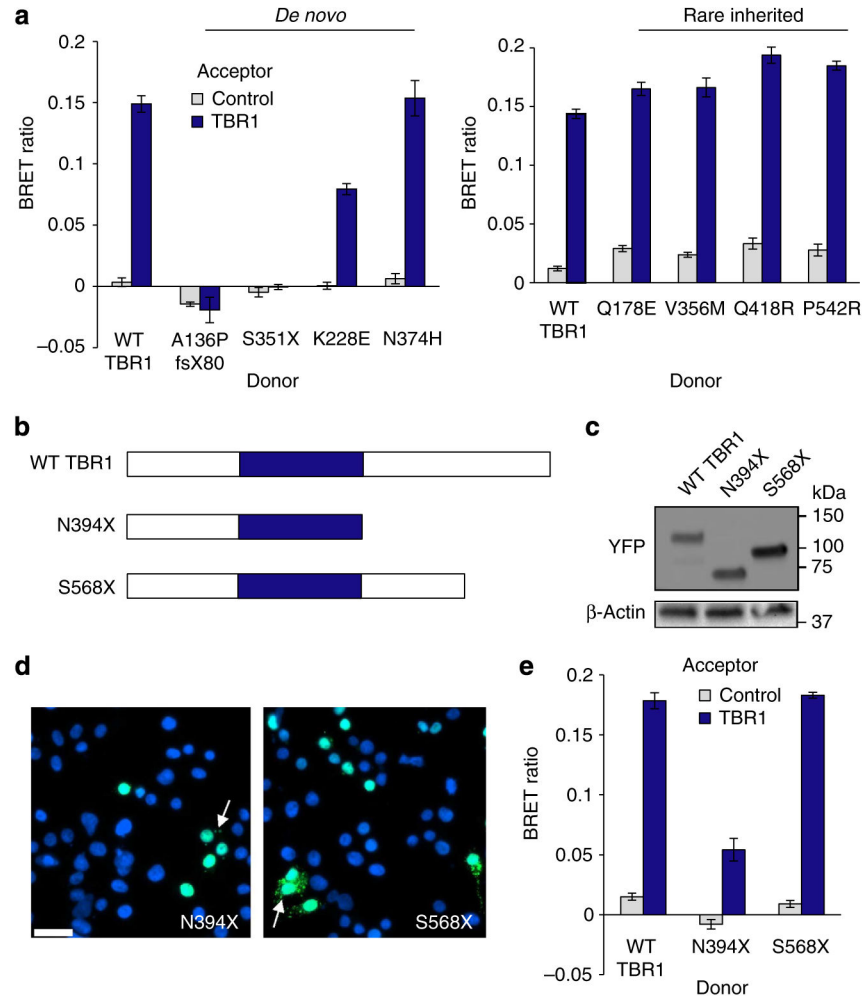 a
De novo
Acceptor
Control
TBR1
BRET ratio
0.2
0.15
0.1
0.05
0
−0.05
WT TBR1
A136P fsX80
S351X
K228E
N374H
Donor
Rare inherited
BRET ratio
0.2
0.15
0.1
0.05
0
WT TBR1
Q178E
V356M
Q418R
P542R
Donor
b
WT TBR1
N394X
S568X
c
WT TBR1
N394X
S568X
kDa
150
100
75
37
YFP
β-Actin
d
N394X
S568X
e
Acceptor
Control
TBR1
BRET ratio
0.2
0.15
0.1
0.05
0
−0.05
WT TBR1
N394X
S568X
Donor